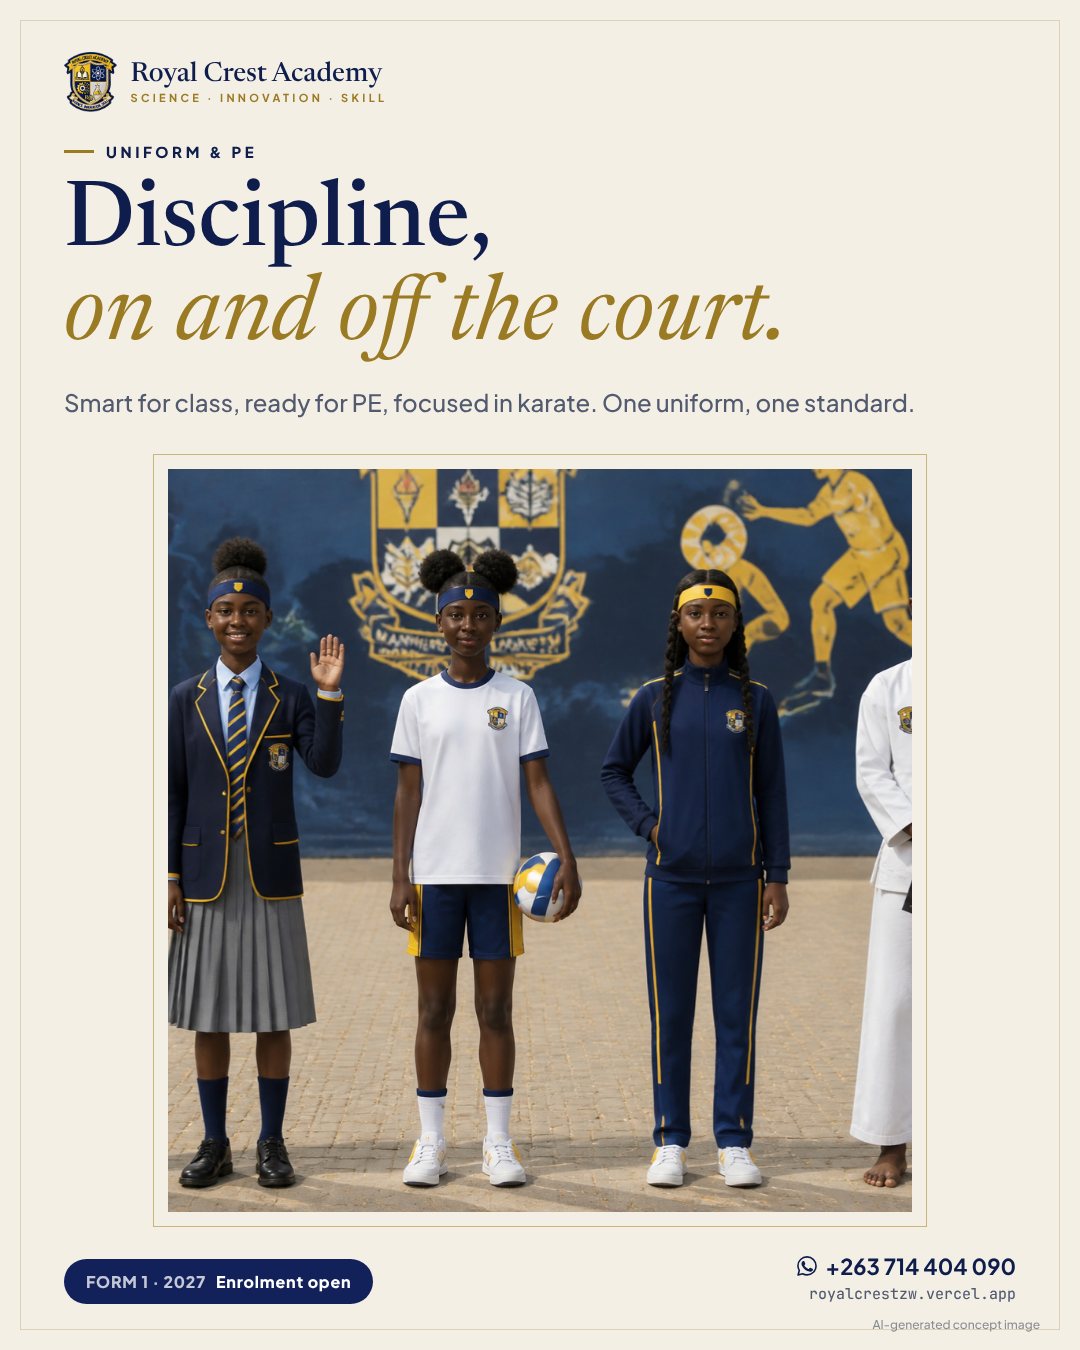 Royal Crest Academy
SCIENCE · INNOVATION · SKILL
UNIFORM & PE
Discipline,
on and off the court.
Smart for class, ready for PE, focused in karate. One uniform, one standard.
FORM 1 · 2027 Enrolment open
+263 714 404 090
royalcrestzw.vercel.app
AI-generated concept image